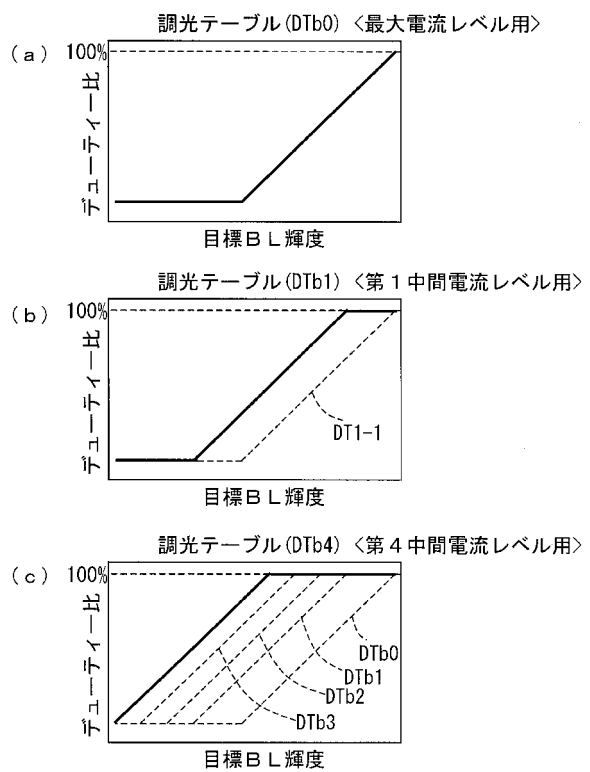 調光テーブル(DTb0)〈最大電流レベル用〉
(a)
100%
デューティー比
目標BL輝度
調光テーブル(DTb1)〈第1中間電流レベル用〉
(b)
100%
デューティー比
DT1-1
目標BL輝度
調光テーブル(DTb4)〈第4中間電流レベル用〉
(c)
100%
デューティー比
DTb0
DTb1
DTb2
DTb3
目標BL輝度